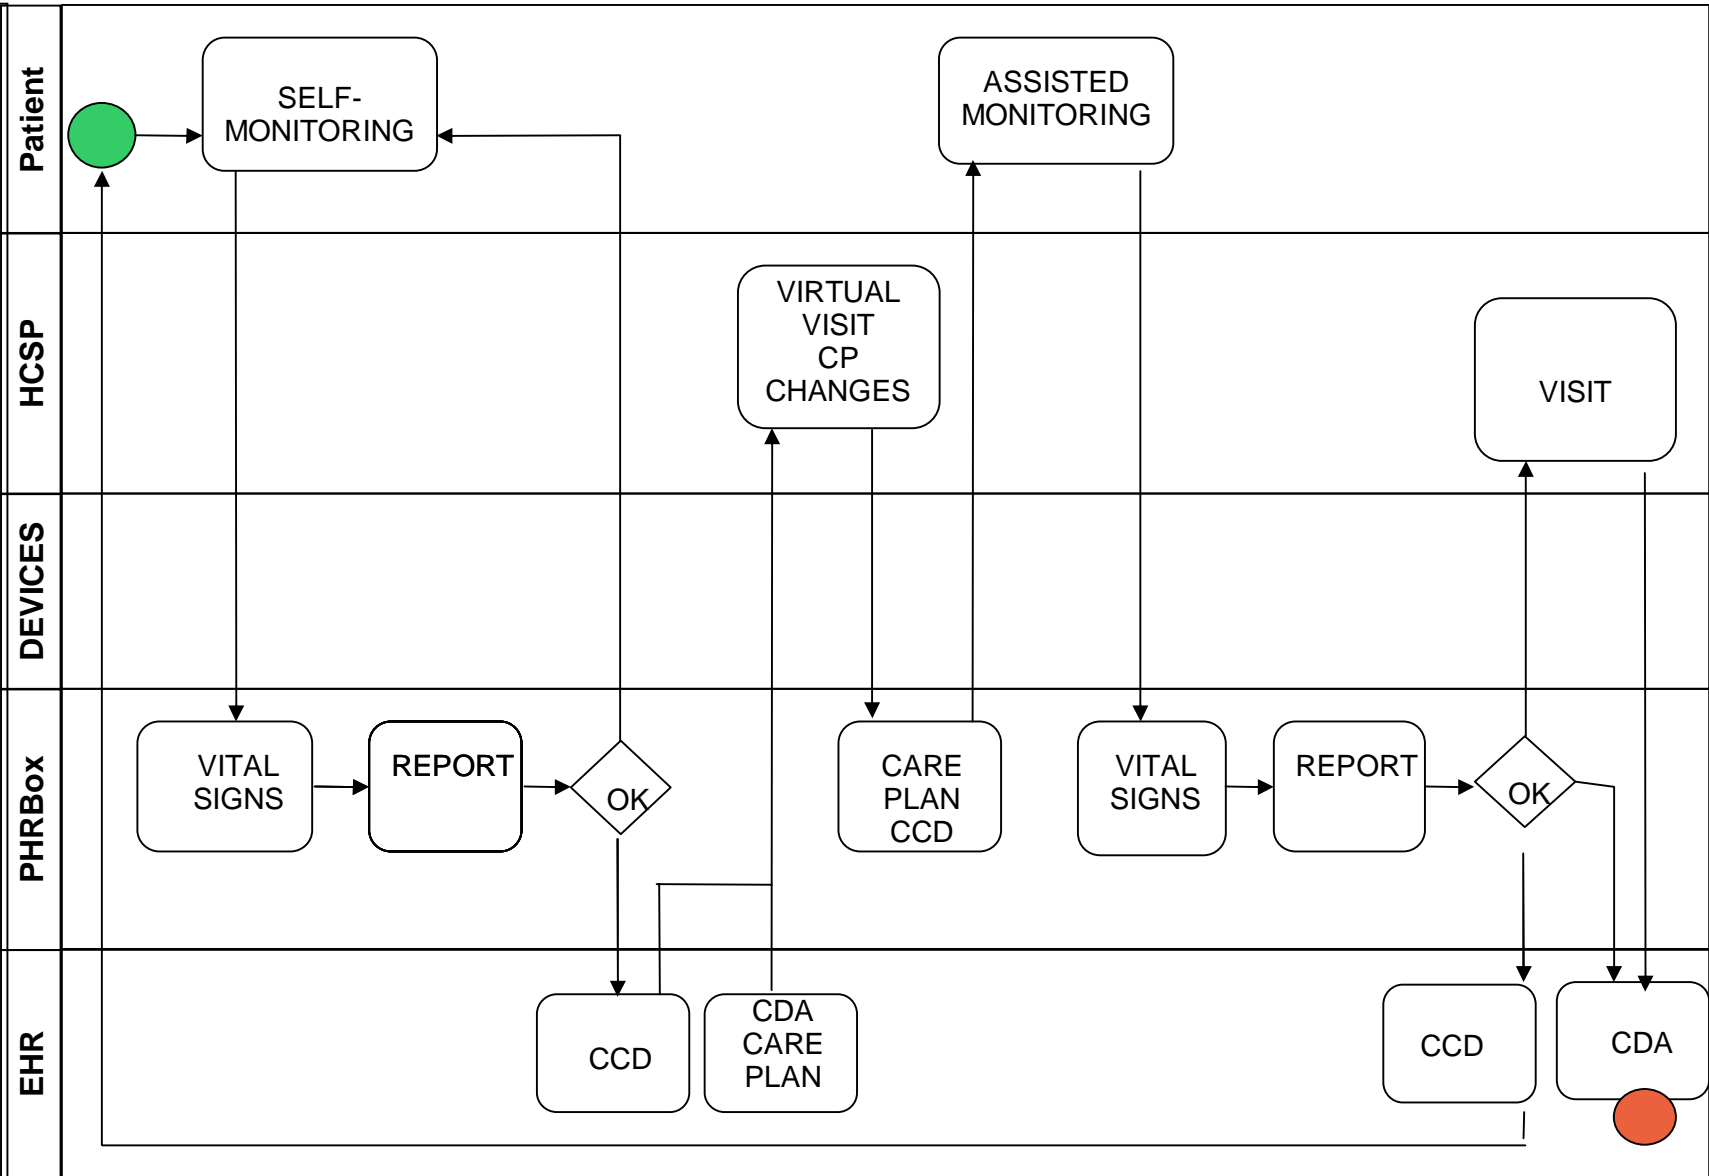 Patient
SELF-
MONITORING
ASSISTED
MONITORING
HCSP
VIRTUAL
VISIT
CP
CHANGES
VISIT
DEVICES
PHRBox
VITAL
SIGNS
REPORT
OK
CARE
PLAN
CCD
VITAL
SIGNS
REPORT
OK
EHR
CCD
CDA
CARE
PLAN
CCD
CDA